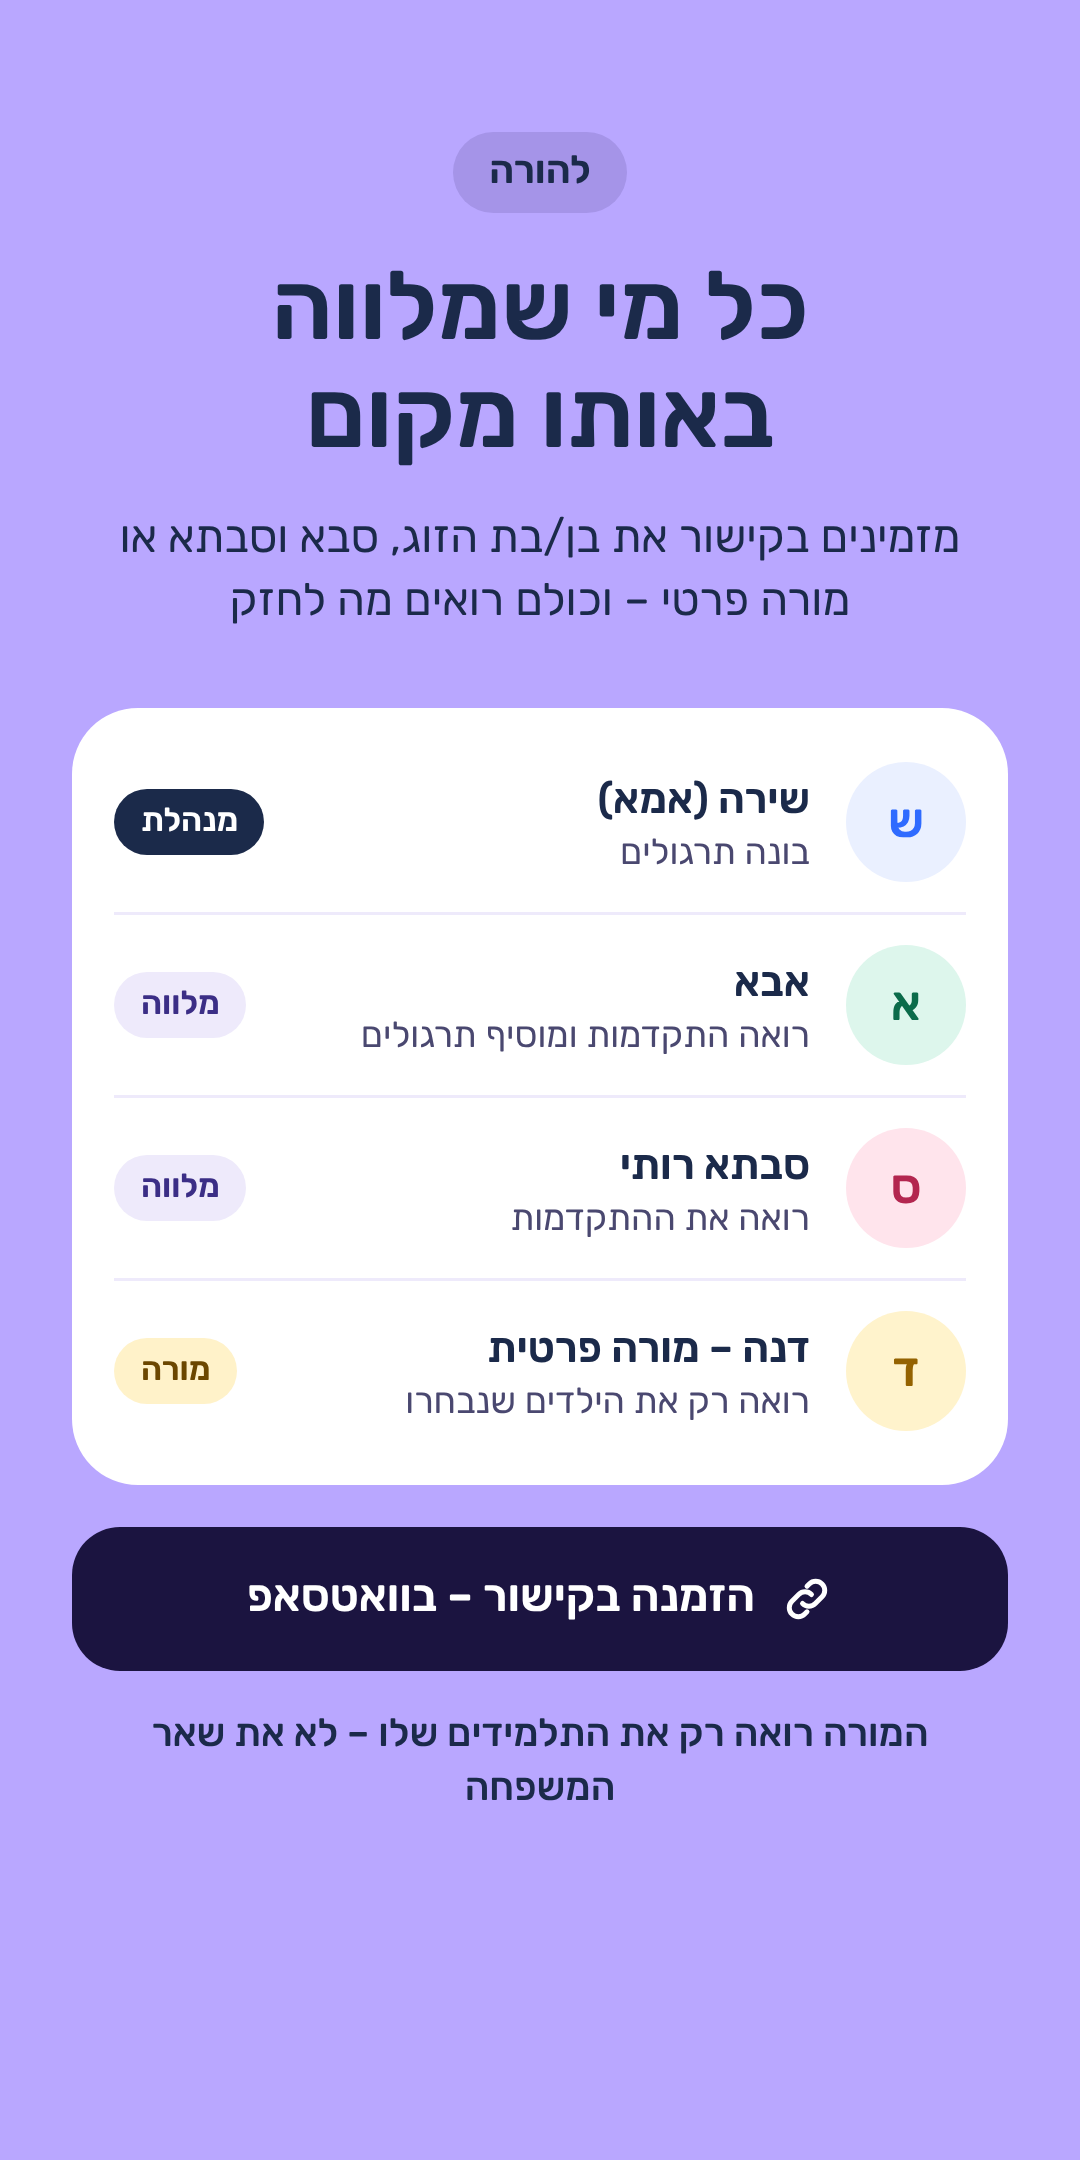 להורה
כל מי שמלווה
באותו מקום
מזמינים בקישור את בן/בת הזוג, סבא וסבתא או
מורה פרטי – וכולם רואים מה לחזק
ש
שירה (אמא)
בונה תרגולים
מנהלת
א
אבא
רואה התקדמות ומוסיף תרגולים
מלווה
ס
סבתא רותי
רואה את ההתקדמות
מלווה
ד
דנה – מורה פרטית
רואה רק את הילדים שנבחרו
מורה
הזמנה בקישור – בוואטסאפ
המורה רואה רק את התלמידים שלו – לא את שאר
המשפחה